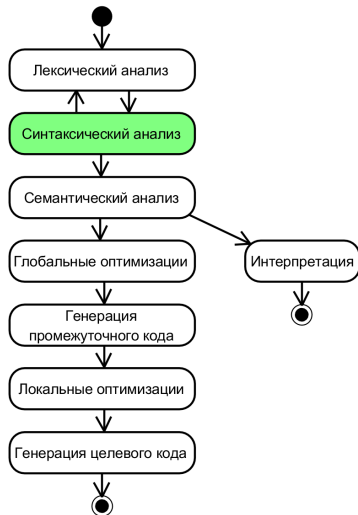 Лексический анализ
Синтаксический анализ
Семантический анализ
Глобальные оптимизации
Интерпретация
Генерация
промежуточного кода
Локальные оптимизации
Генерация целевого кода